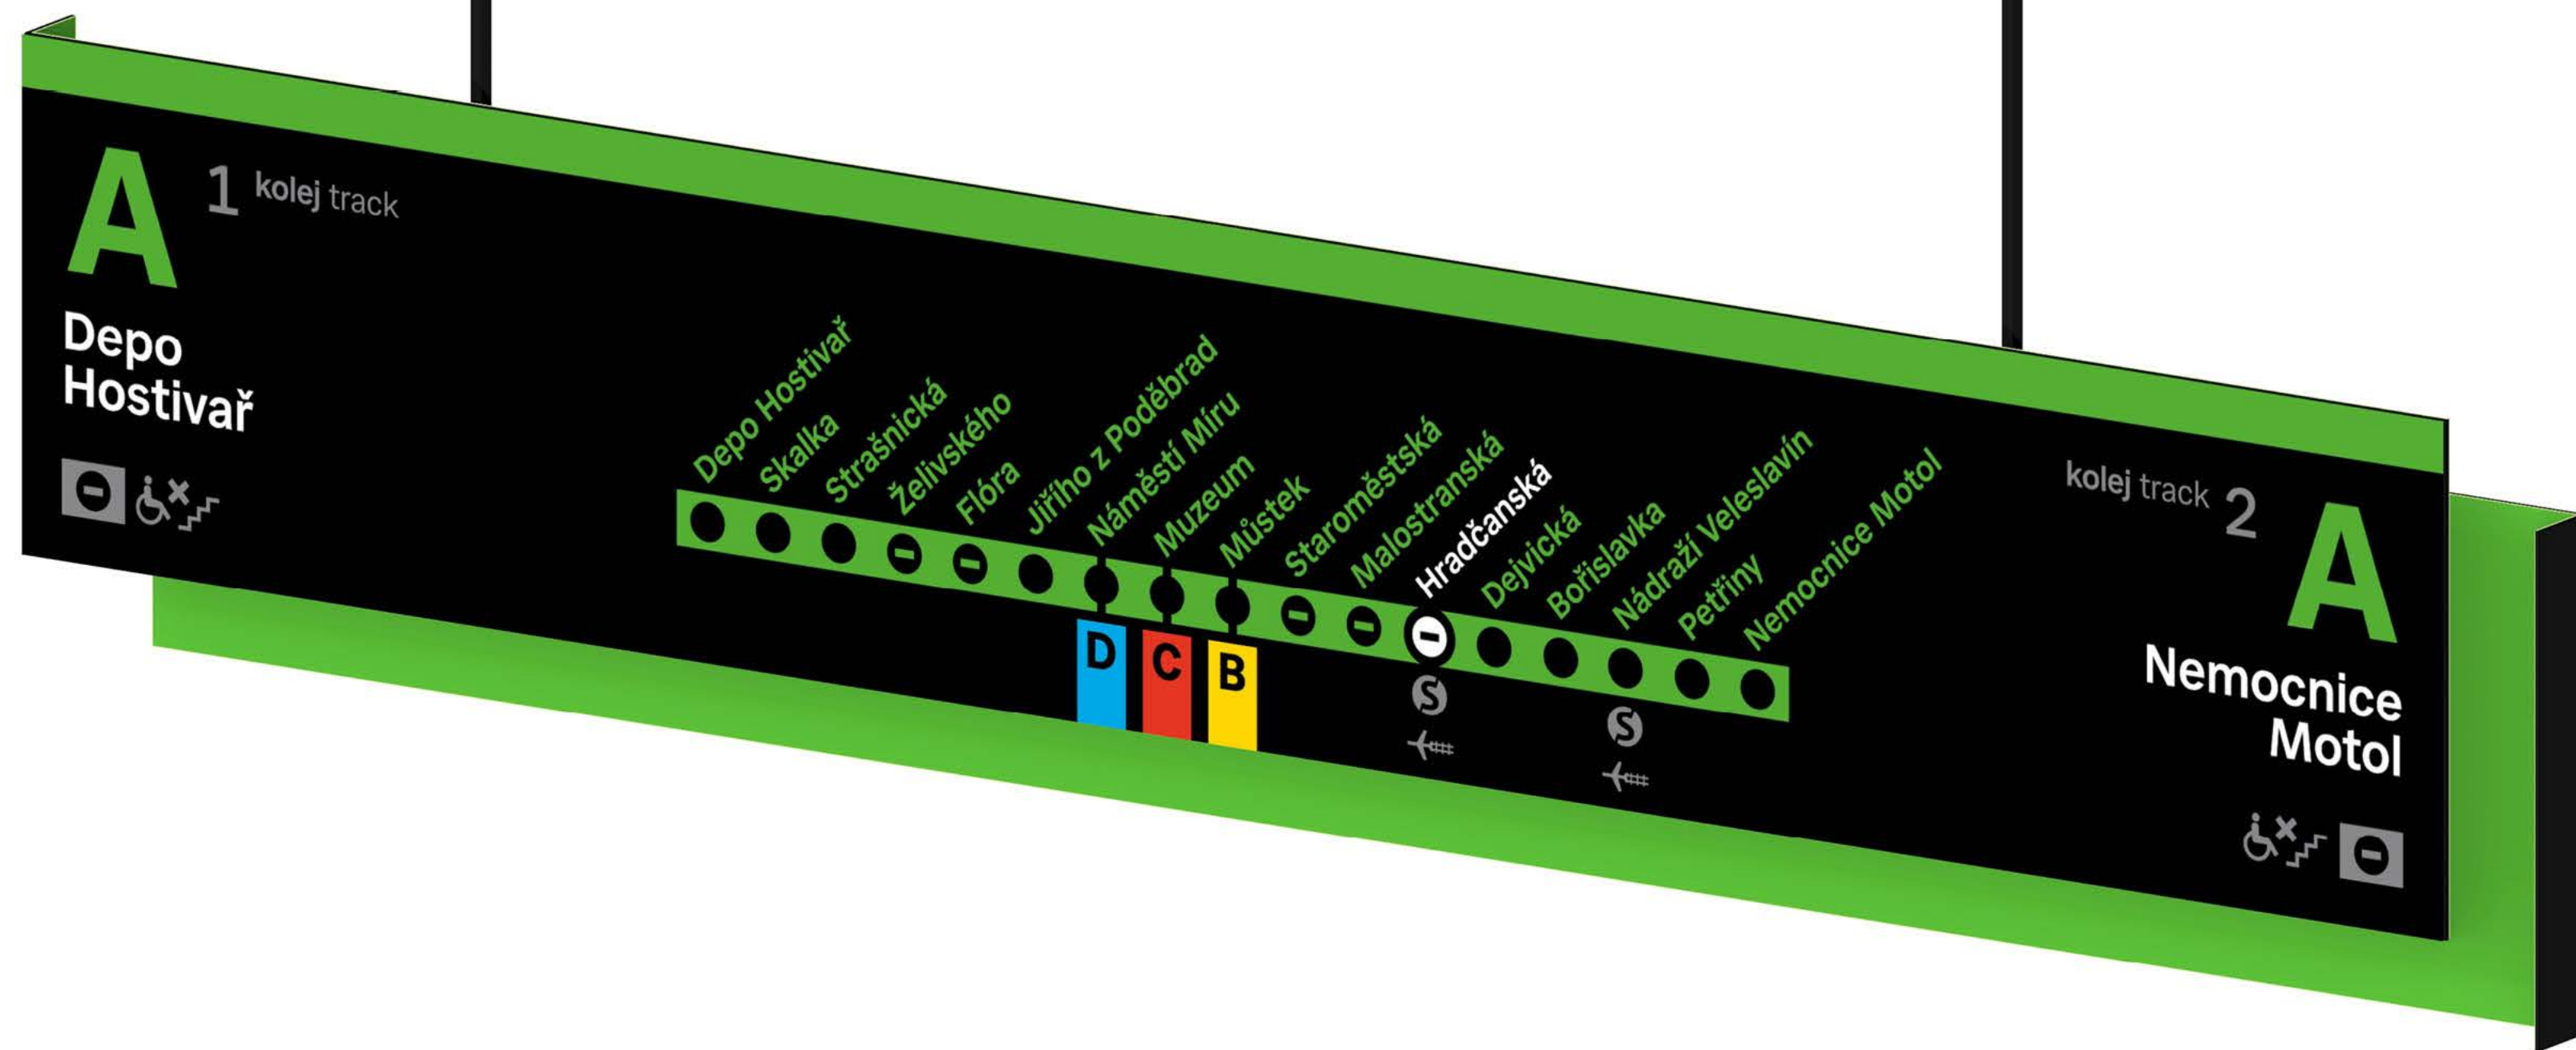 A
1 kolej track
Depo
Hostivař
Depo Hostivař
Skalka
Strašnická
Želivského
Flóra
Jiřího z Poděbrad
Náměstí Míru
Muzeum
Můstek
Staroměstská
Malostranská
Hradčanská
Dejvická
Bořislavka
Nádraží Veleslavín
Petřiny
Nemocnice Motol
D
C
B
S
S
kolej track 2
A
Nemocnice
Motol